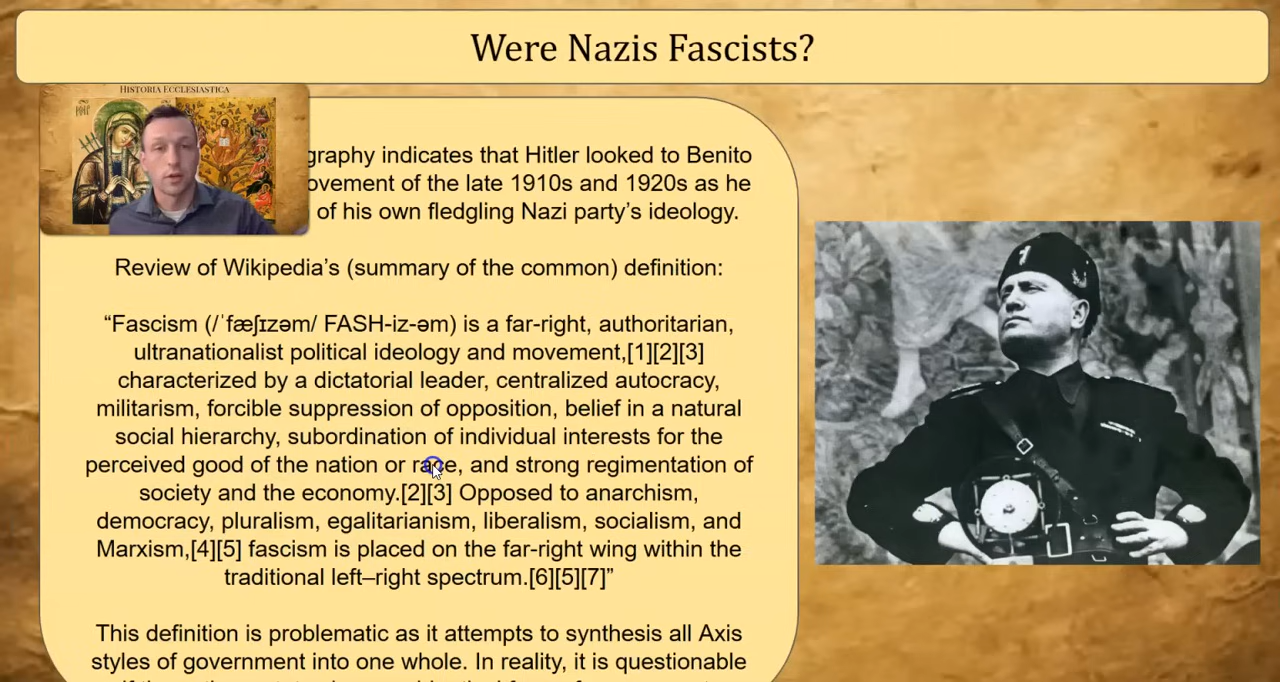 Were Nazis Fascists?
HISTORIA ECCLESIASTICA
graphy indicates that Hitler looked to Benito
ovement of the late 1910s and 1920s as he
of his own fledgling Nazi party’s ideology.
Review of Wikipedia’s (summary of the common) definition:
“Fascism (/ˈfæʃɪzəm/ FASH-iz-əm) is a far-right, authoritarian,
ultranationalist political ideology and movement,[1][2][3]
characterized by a dictatorial leader, centralized autocracy,
militarism, forcible suppression of opposition, belief in a natural
social hierarchy, subordination of individual interests for the
perceived good of the nation or race, and strong regimentation of
society and the economy.[2][3] Opposed to anarchism,
democracy, pluralism, egalitarianism, liberalism, socialism, and
Marxism,[4][5] fascism is placed on the far-right wing within the
traditional left–right spectrum.[6][5][7]”
This definition is problematic as it attempts to synthesis all Axis
styles of government into one whole. In reality, it is questionable